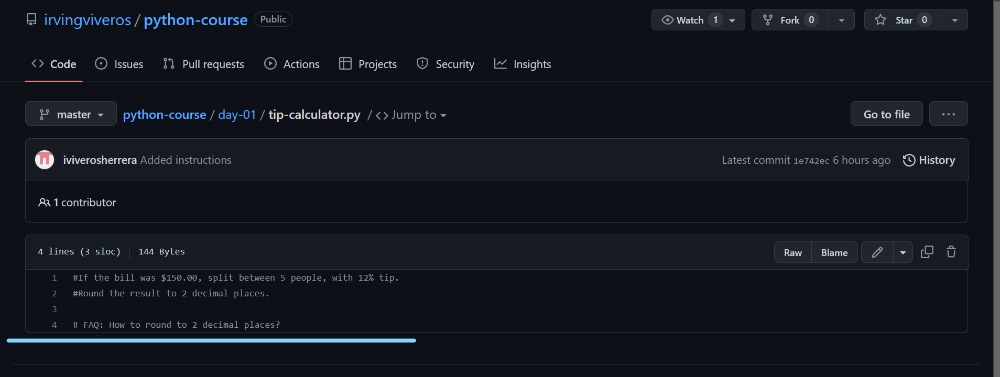 irvingviveros / python-course Public
Watch 1 Fork 0 Star 0
Code Issues Pull requests Actions Projects Security Insights
master python-course / day-01 / tip-calculator.py / <> Jump to Go to file ...
iviverosherrera Added instructions Latest commit 1e742ec 6 hours ago History
1 contributor
4 lines (3 sloc) 144 Bytes Raw Blame
1 #If the bill was $150.00, split between 5 people, with 12% tip.
2 #Round the result to 2 decimal places.
3
4 # FAQ: How to round to 2 decimal places?